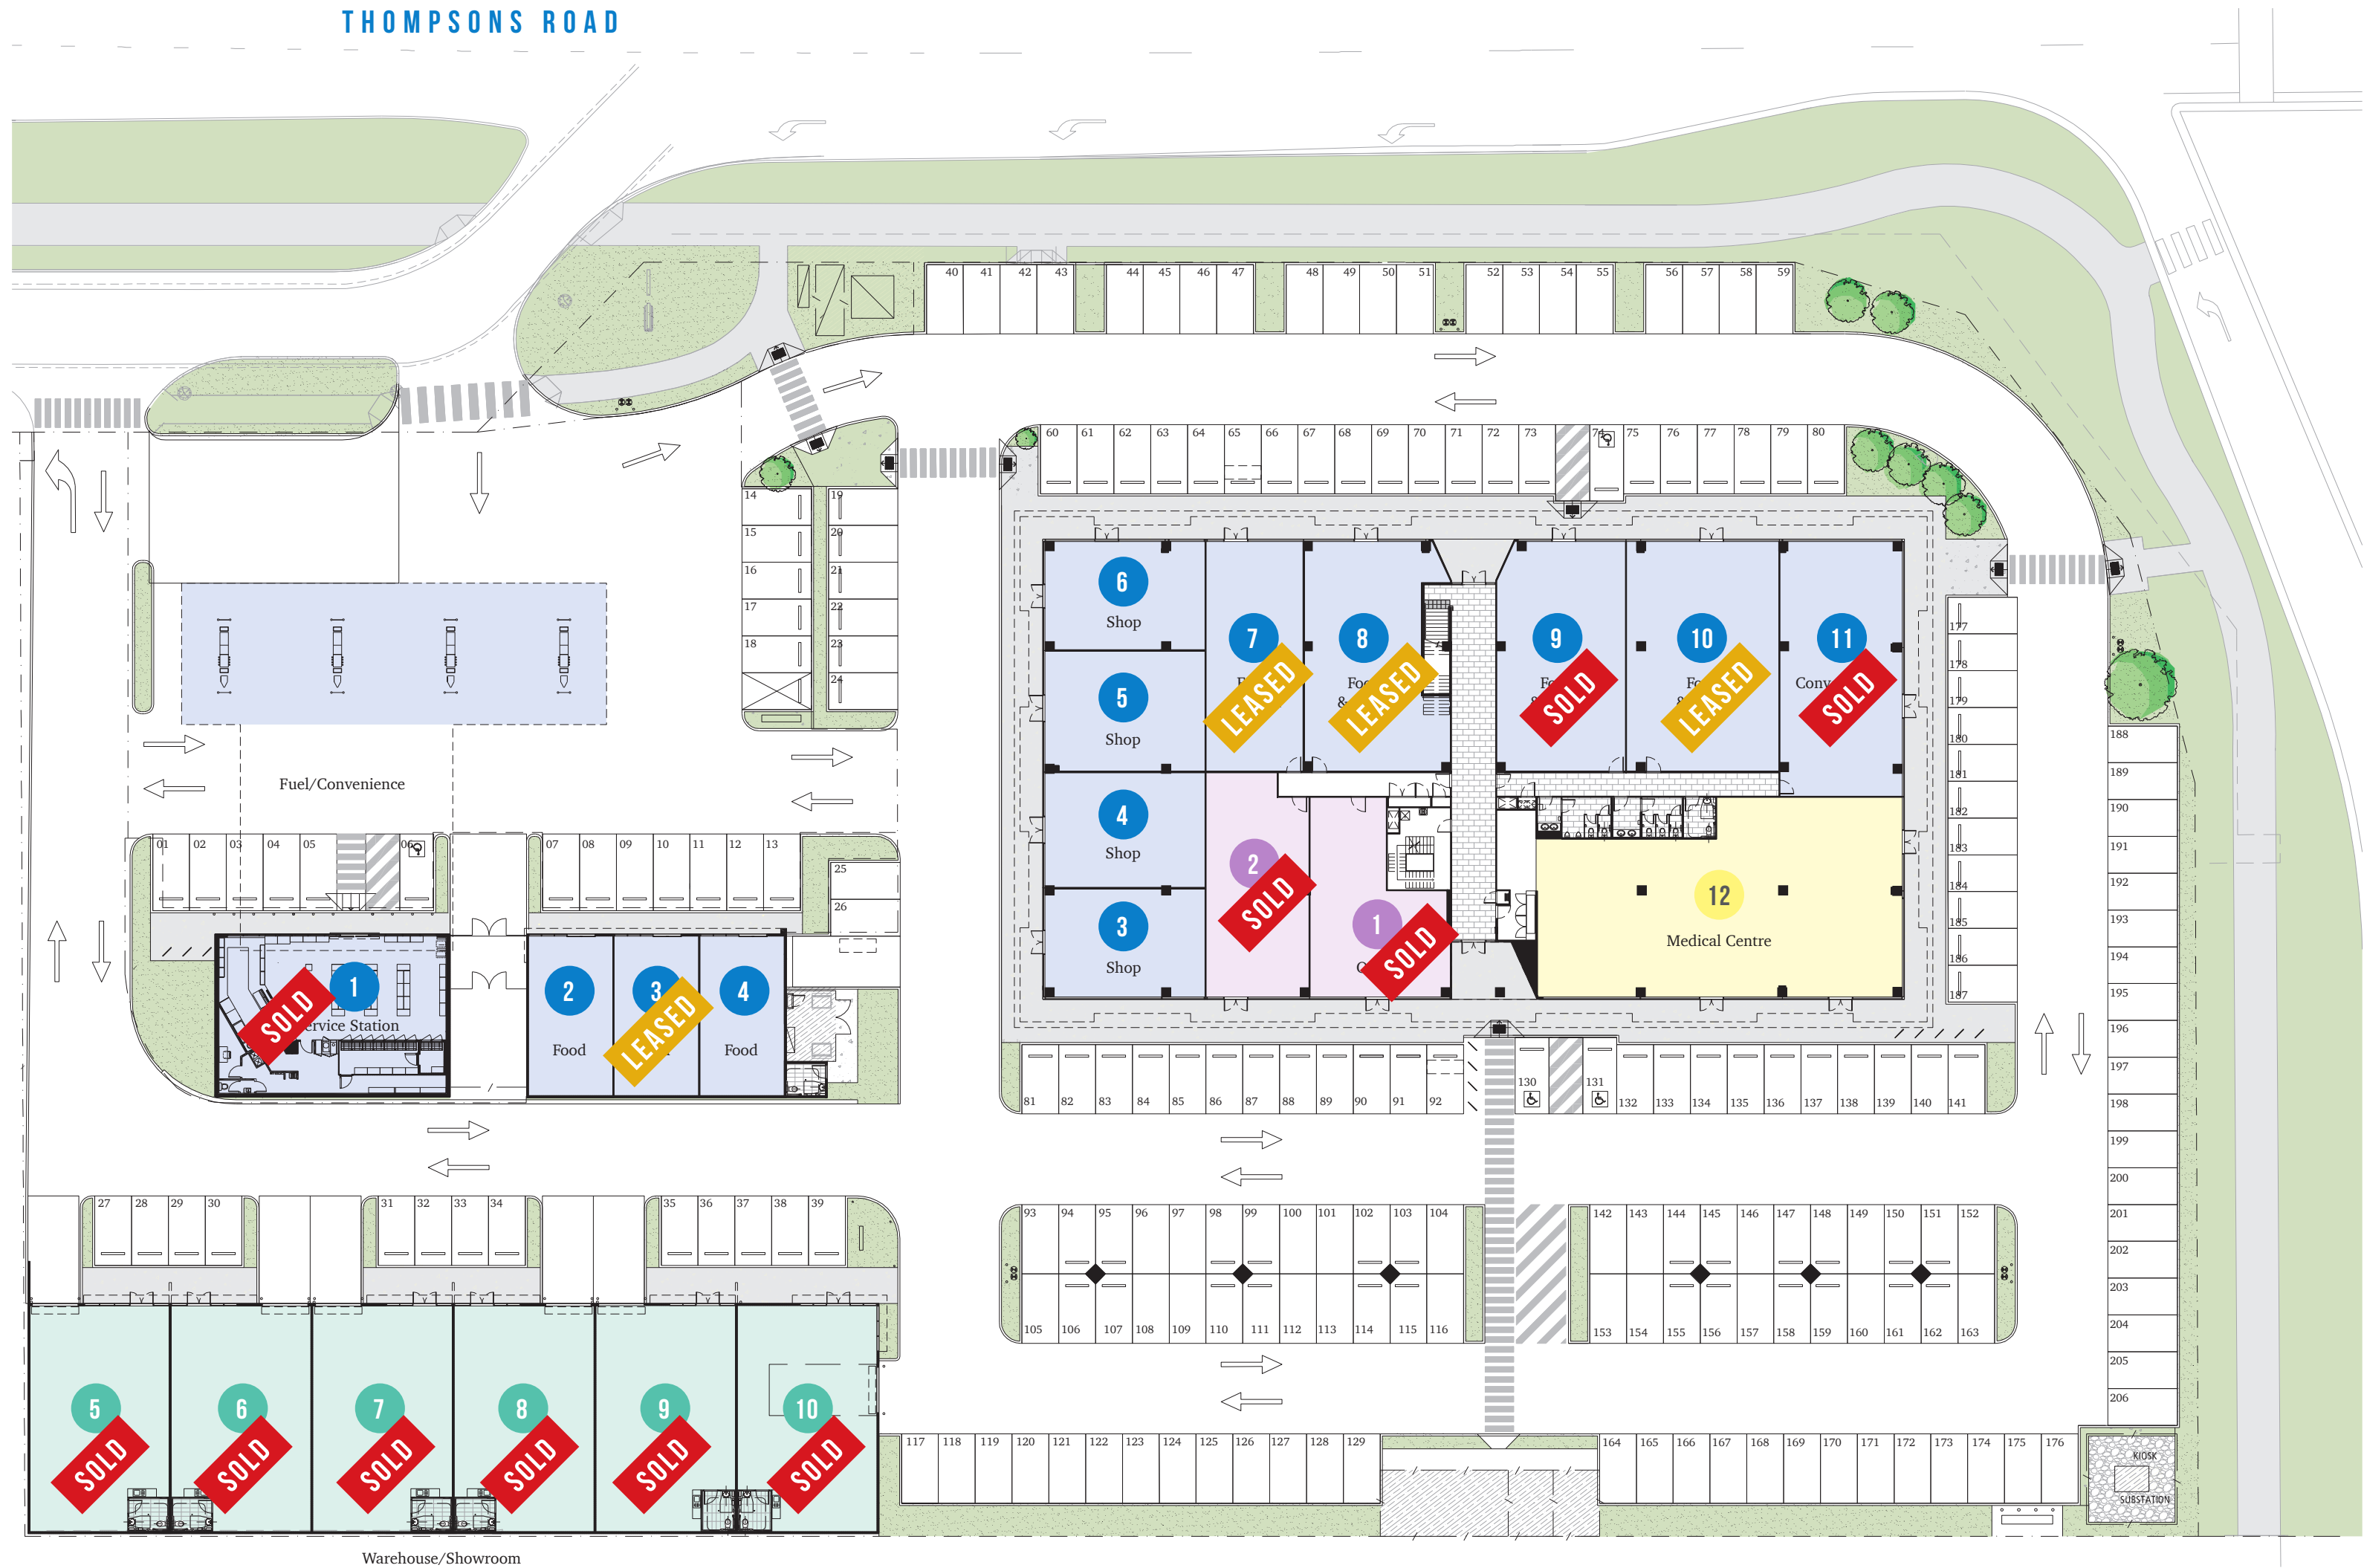 THOMPSONS ROAD
40 41 42 43 44 45 46 47 48 49 50 51 52 53 54 55 56 57 58 59
60 61 62 63 64 65 66 67 68 69 70 71 72 73 74 75 76 77 78 79 80
14 19
15 20
16 21
17 22
18 23
24
6
Shop
5
Shop
4
Shop
3
Shop
7
LEASED
8
LEASED
9
SOLD
10
LEASED
11
SOLD
2
SOLD
1
SOLD
12
Medical Centre
177
178
179
180
181
182
183
184
185
186
187
188
189
190
191
192
193
194
195
196
197
198
199
200
201
202
203
204
205
206
Fuel/Convenience
01 02 03 04 05 06 07 08 09 10 11 12 13
25
26
1
SOLD
Service Station
2
Food
3
LEASED
4
Food
81 82 83 84 85 86 87 88 89 90 91 92 130 131 132 133 134 135 136 137 138 139 140 141
27 28 29 30 31 32 33 34 35 36 37 38 39
93 94 95 96 97 98 99 100 101 102 103 104 142 143 144 145 146 147 148 149 150 151 152
105 106 107 108 109 110 111 112 113 114 115 116 153 154 155 156 157 158 159 160 161 162 163
5
SOLD
6
SOLD
7
SOLD
8
SOLD
9
SOLD
10
SOLD
117 118 119 120 121 122 123 124 125 126 127 128 129 164 165 166 167 168 169 170 171 172 173 174 175 176
KIOSK
SUBSTATION
Warehouse/Showroom